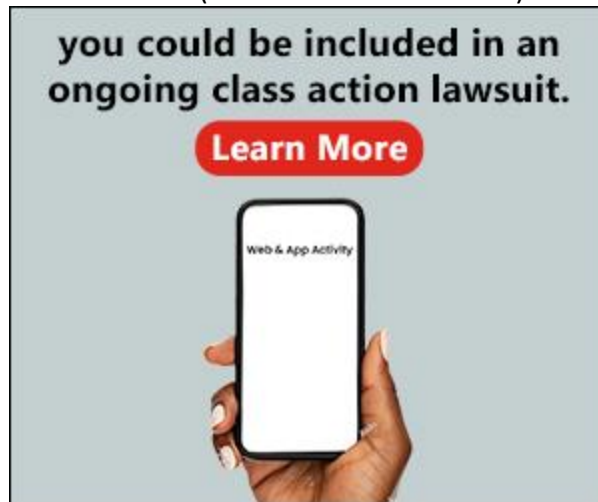 you could be included in an
ongoing class action lawsuit.
Learn More
Web & App Activity